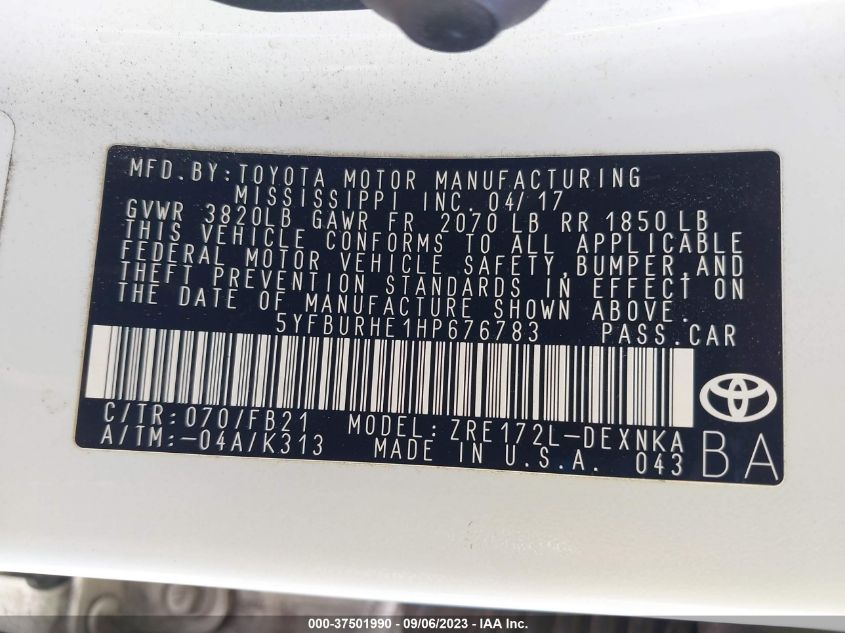 MFD.BY:TOYOTA MOTOR MANUFACTURING
MISSISSIPPI INC. 04/17
GVWR 3820LB GAWR FR 2070 LB RR 1850LB
THIS VEHICLE CONFORMS TO ALL APPLICABLE
FEDERAL MOTOR VEHICLE SAFETY,BUMPER,AND
THEFT PREVENTION STANDARDS IN EFFECT ON
THE DATE OF MANUFACTURE SHOWN ABOVE.
5YFBURHE1HP676783 PASS.CAR
C/TR:070/FB21 MODEL:ZRE172L-DEXNKA
A/TM:-04A/K313 MADE IN U.S.A. 043 BA
000-37501990 - 09/06/2023 - IAA Inc.